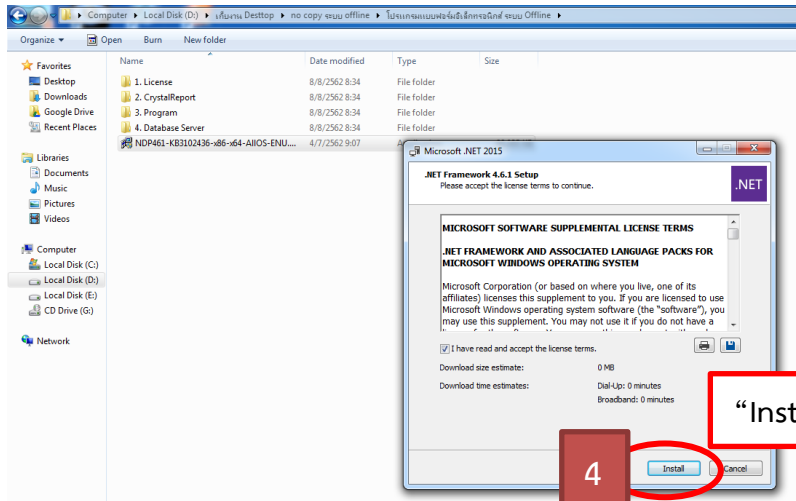 Computer ▸ Local Disk (D:) ▸ เก็บงาน Desttop ▸ no copy ระบบ offline ▸ โปรแกรมแบบฟอร์มอิเล็กทรอนิกส์ ระบบ Offline ▸
Organize Open Burn New folder
Name Date modified Type Size
Favorites
Desktop
Downloads
Google Drive
Recent Places
Libraries
Documents
Music
Pictures
Videos
Computer
Local Disk (C:)
Local Disk (D:)
Local Disk (E:)
CD Drive (G:)
Network
1. License 8/8/2562 8:34 File folder
2. CrystalReport 8/8/2562 8:34 File folder
3. Program 8/8/2562 8:34 File folder
4. Database Server 8/8/2562 8:34 File folder
NDP461-KB3102436-x86-x64-AllOS-ENU.... 4/7/2562 9:07
Microsoft .NET 2015
.NET Framework 4.6.1 Setup
Please accept the license terms to continue.
.NET
MICROSOFT SOFTWARE SUPPLEMENTAL LICENSE TERMS
.NET FRAMEWORK AND ASSOCIATED LANGUAGE PACKS FOR
MICROSOFT WINDOWS OPERATING SYSTEM
Microsoft Corporation (or based on where you live, one of its
affiliates) licenses this supplement to you. If you are licensed to use
Microsoft Windows operating system software (the “software”), you
may use this supplement. You may not use it if you do not have a
I have read and accept the license terms.
Download size estimate: 0 MB
Download time estimates: Dial-Up: 0 minutes
Broadband: 0 minutes
“Inst
4
Install Cancel